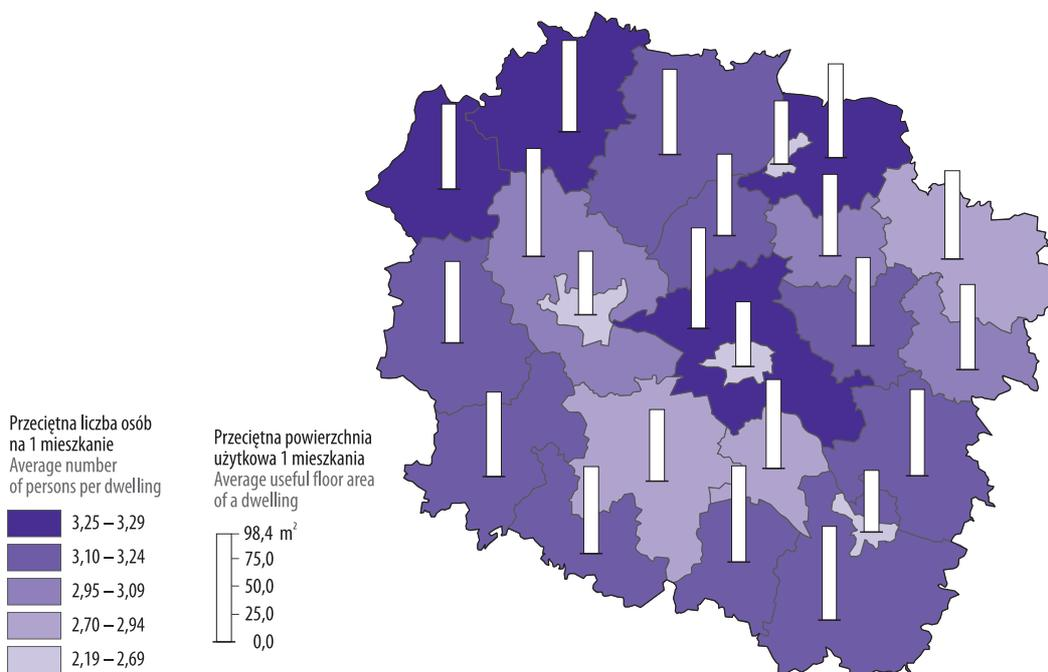 Przeciętna liczba osób
na 1 mieszkanie
Average number
of persons per dwelling
3,25 – 3,29
3,10 – 3,24
2,95 – 3,09
2,70 – 2,94
2,19 – 2,69
Przeciętna powierzchnia
użytkowa 1 mieszkania
Average useful floor area
of a dwelling
98,4 m²
75,0
50,0
25,0
0,0